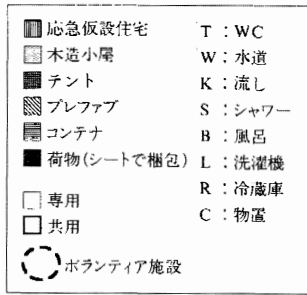 応急仮設住宅
木造小屋
テント
プレファブ
コンテナ
荷物(シートで梱包)
専用
共用
ボランティア施設
T：WC
W：水道
K：流し
S：シャワー
B：風呂
L：洗濯機
R：冷蔵庫
C：物置